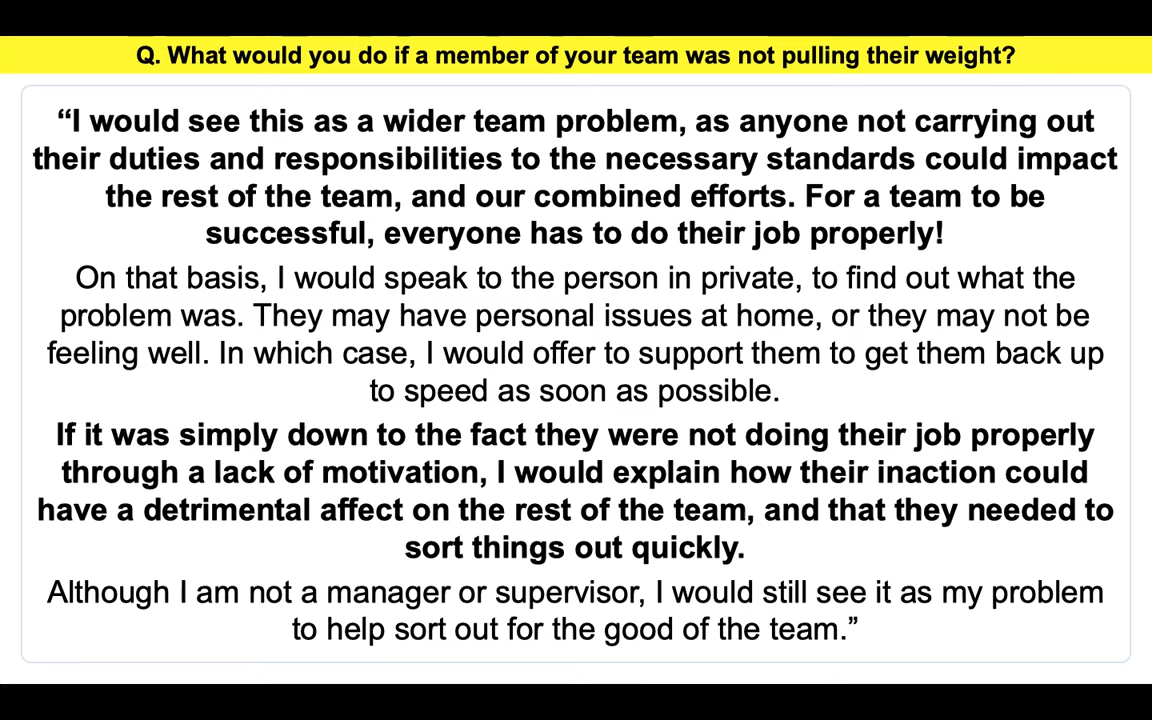 Q. What would you do if a member of your team was not pulling their weight?
“I would see this as a wider team problem, as anyone not carrying out
their duties and responsibilities to the necessary standards could impact
the rest of the team, and our combined efforts. For a team to be
successful, everyone has to do their job properly!
On that basis, I would speak to the person in private, to find out what the
problem was. They may have personal issues at home, or they may not be
feeling well. In which case, I would offer to support them to get them back up
to speed as soon as possible.
If it was simply down to the fact they were not doing their job properly
through a lack of motivation, I would explain how their inaction could
have a detrimental affect on the rest of the team, and that they needed to
sort things out quickly.
Although I am not a manager or supervisor, I would still see it as my problem
to help sort out for the good of the team.”